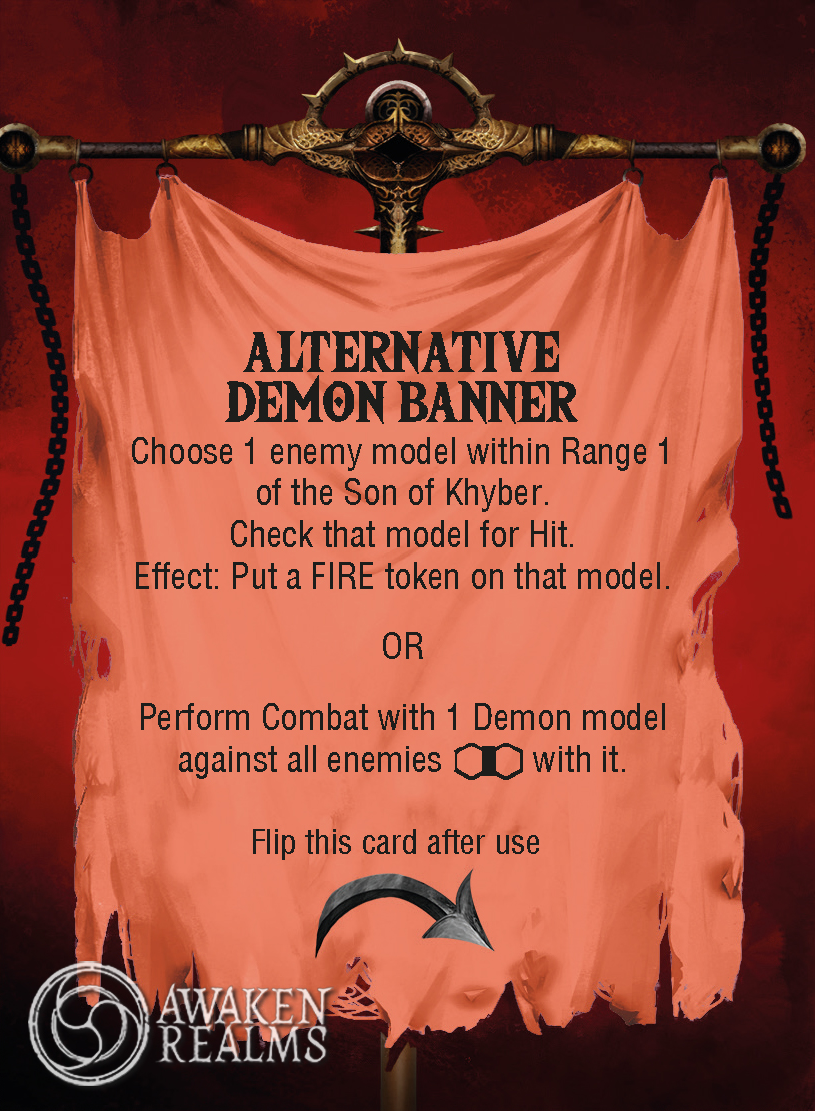 ALTERNATIVE
DEMON BANNER
Choose 1 enemy model within Range 1
of the Son of Khyber.
Check that model for Hit.
Effect: Put a FIRE token on that model.
OR
Perform Combat with 1 Demon model
against all enemies with it.
Flip this card after use
AWAKEN
REALMS